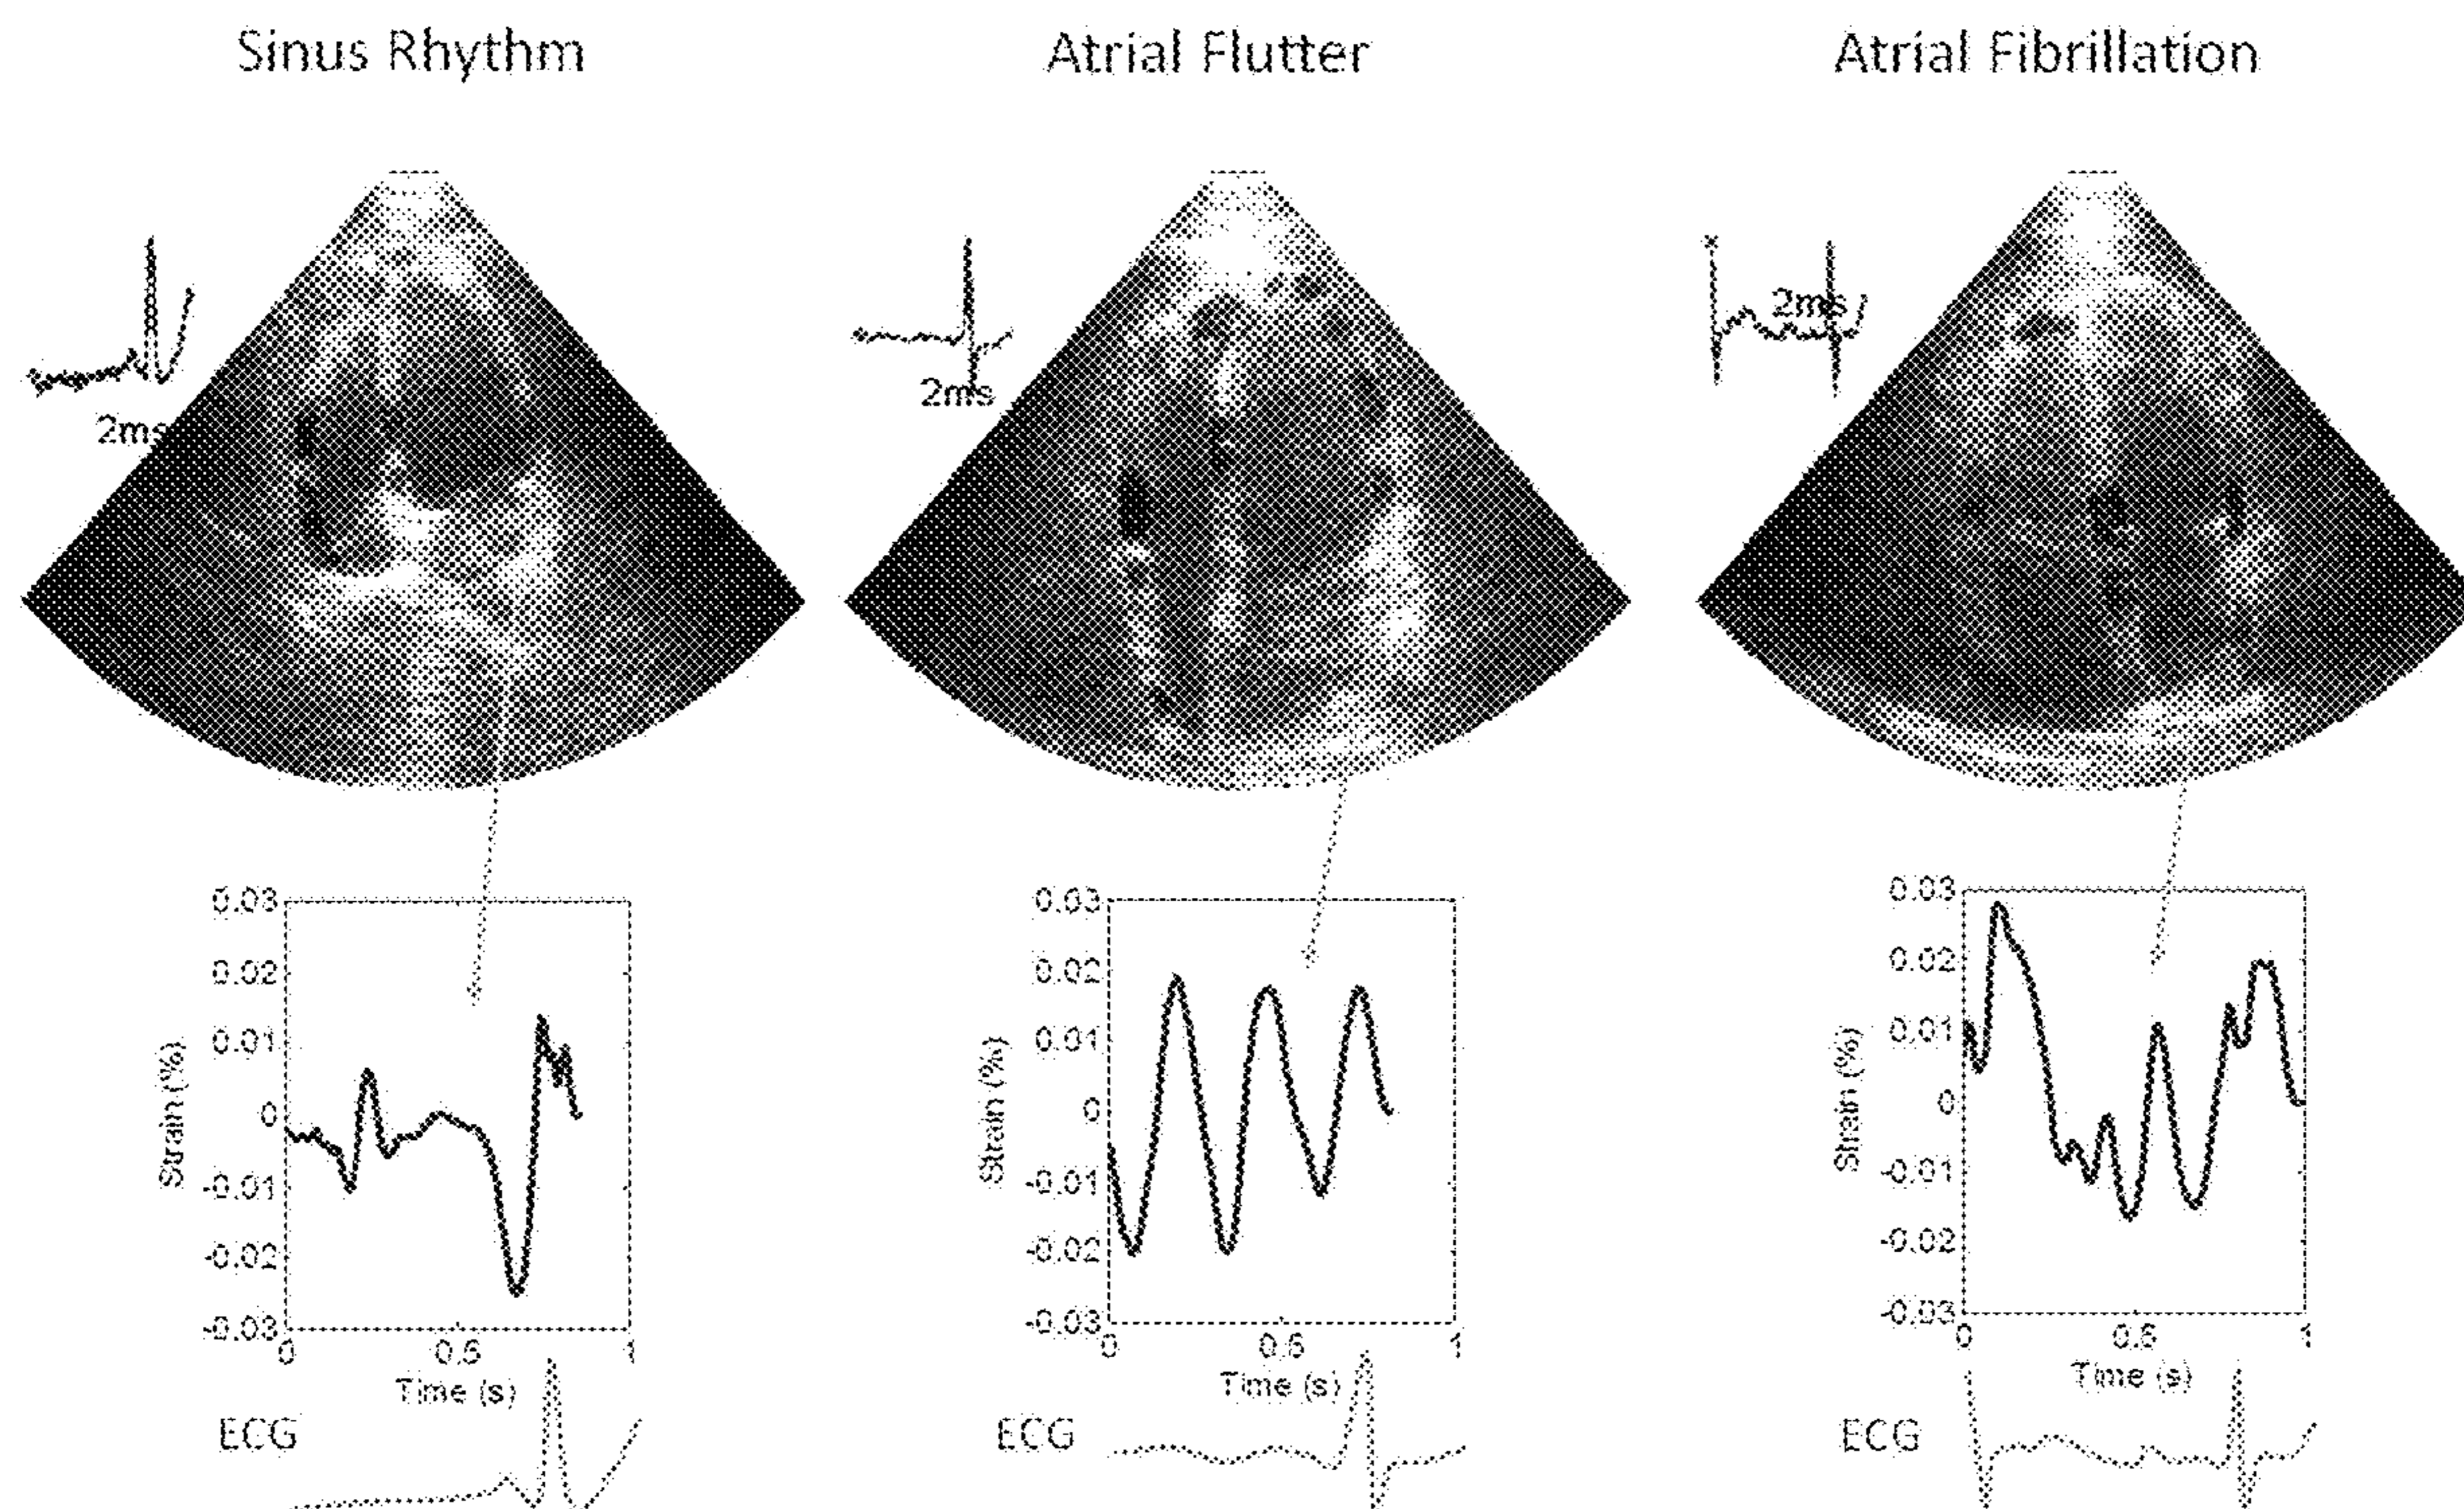 Sinus Rhythm
Atrial Flutter
Atrial Fibrillation
2ms
2ms
2ms
Strain (%)
0.03
0.02
0.01
0
-0.01
-0.02
-0.03
0
0.5
1
Time (s)
ECG
Strain (%)
0.03
0.02
0.01
0
-0.01
-0.02
-0.03
0
0.5
1
Time (s)
ECG
Strain (%)
0.03
0.02
0.01
0
-0.01
-0.02
-0.03
0
0.5
1
Time (s)
ECG